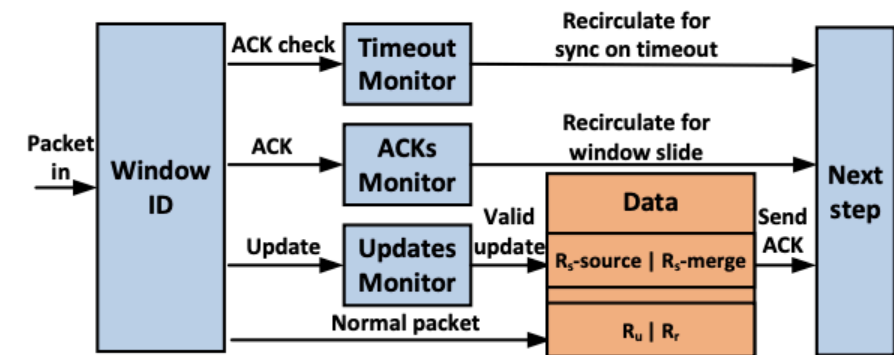 Packet
in
Window
ID
ACK check
Timeout
Monitor
Recirculate for
sync on timeout
ACK
ACKs
Monitor
Recirculate for
window slide
Update
Updates
Monitor
Valid
update
Data
Rs-source | Rs-merge
Send
ACK
Normal packet
Ru | Rr
Next
step